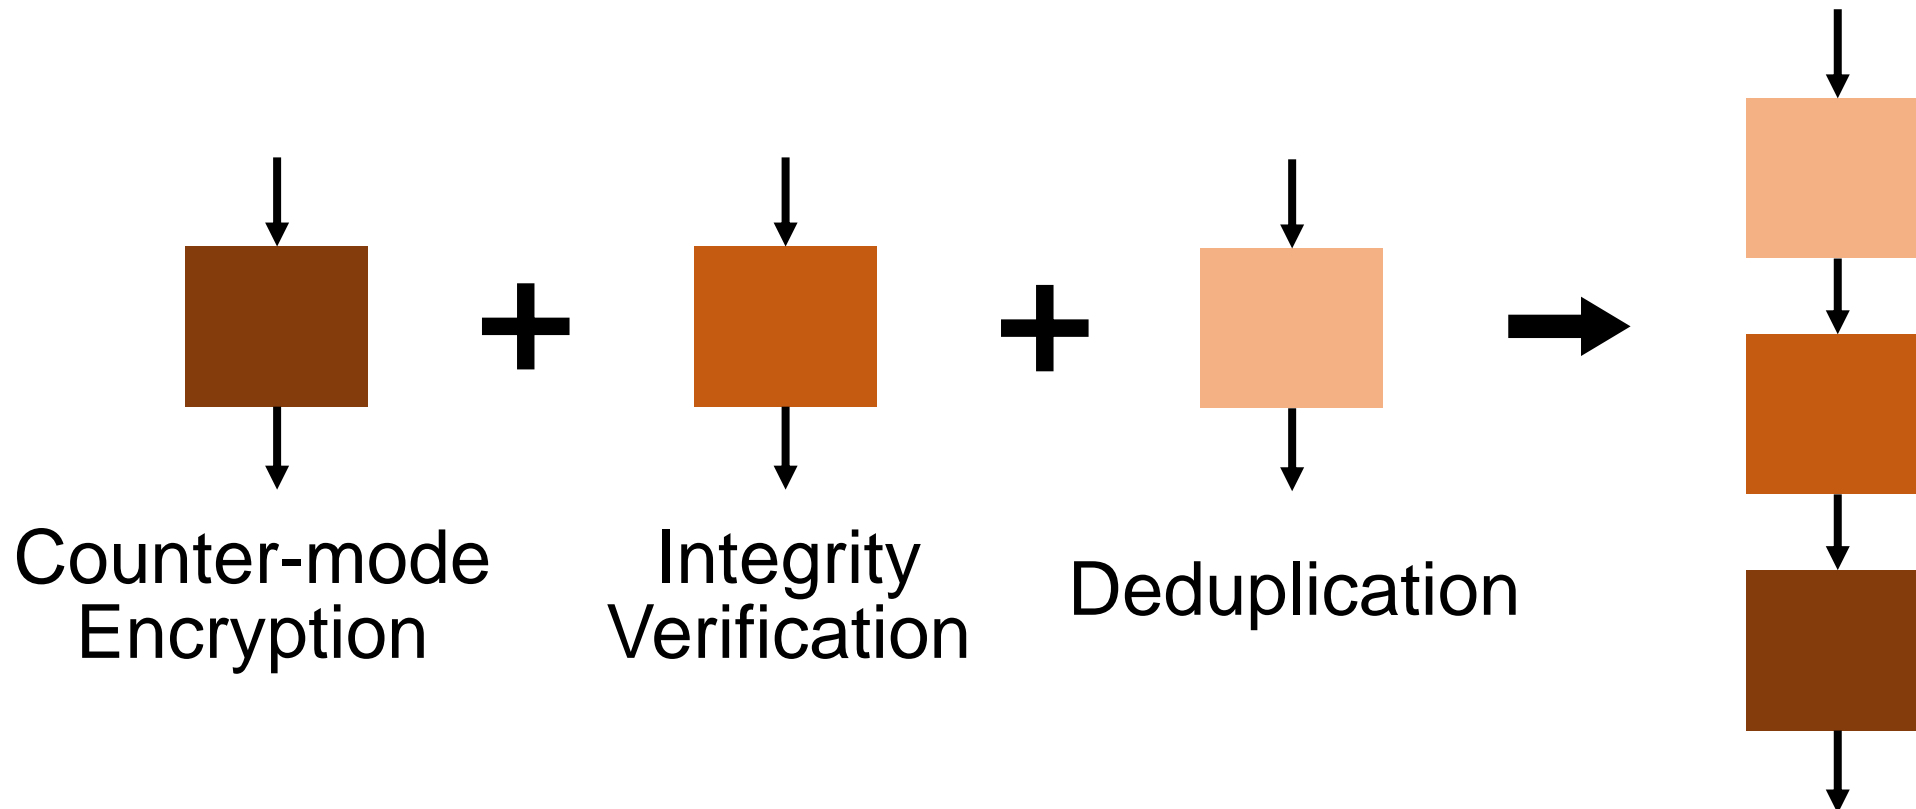 Counter-mode
Encryption
Integrity
Verification
Deduplication